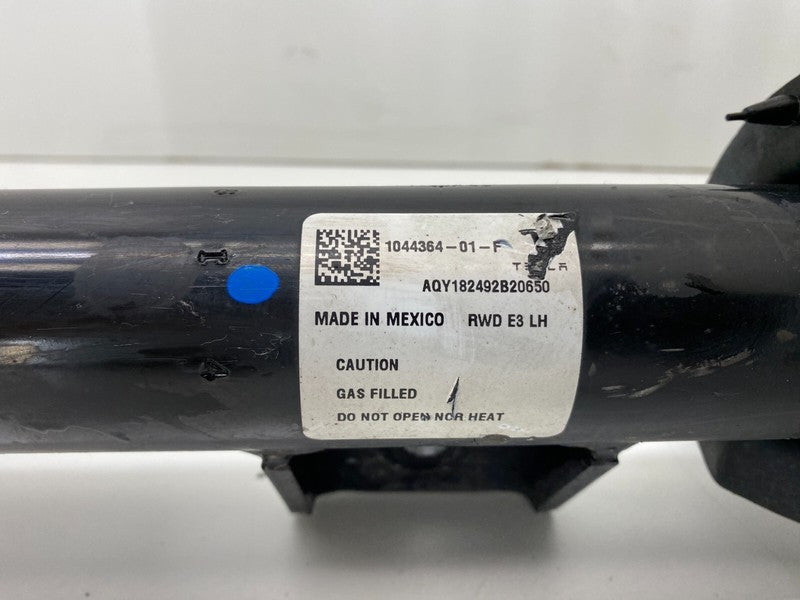 1044364-01-F
TESLA
AQY182492B20650
MADE IN MEXICO RWD E3 LH
CAUTION
GAS FILLED
DO NOT OPEN NOR HEAT